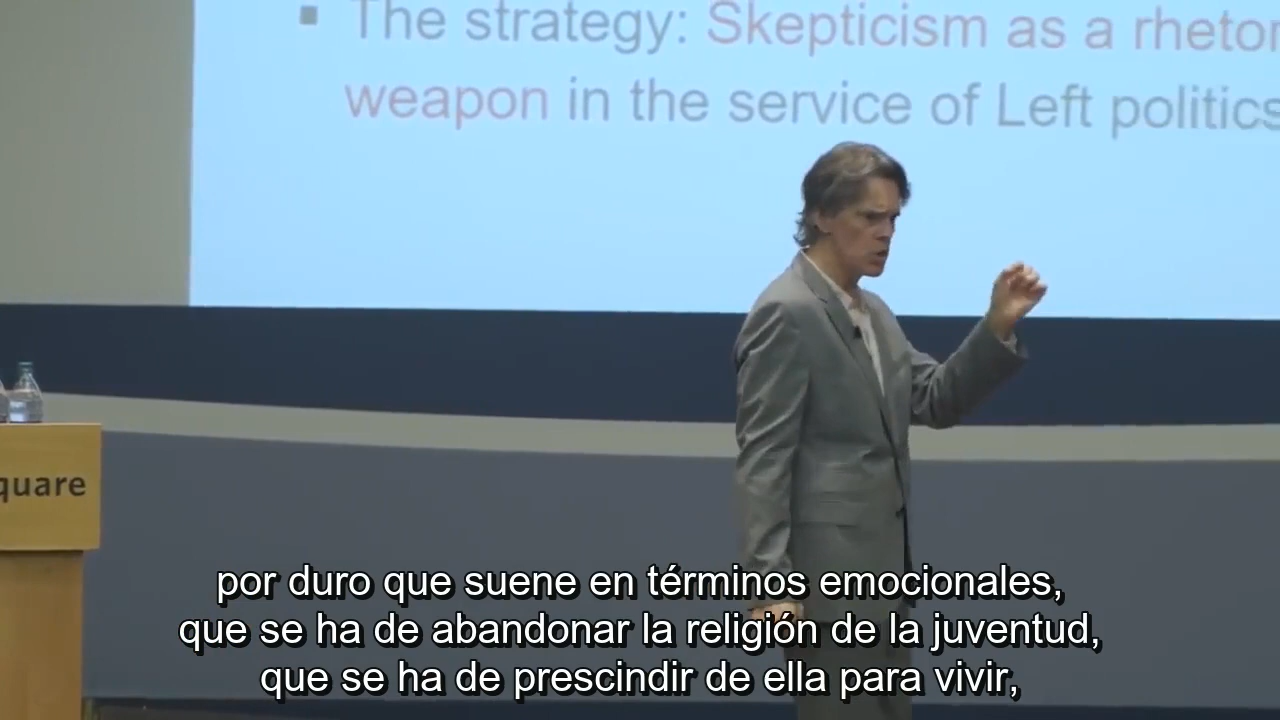 The strategy: Skepticism as a
weapon in the service of Left politics
quare
por duro que suene en términos emocionales,
que se ha de abandonar la religión de la juventud,
que se ha de prescindir de ella para vivir,